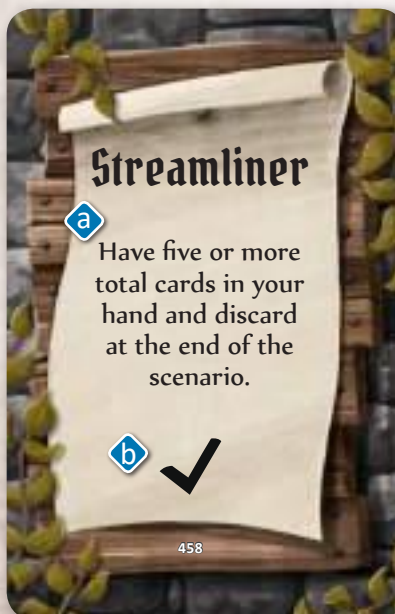 Streamliner
a
Have five or more
total cards in your
hand and discard
at the end of the
scenario.
b
458